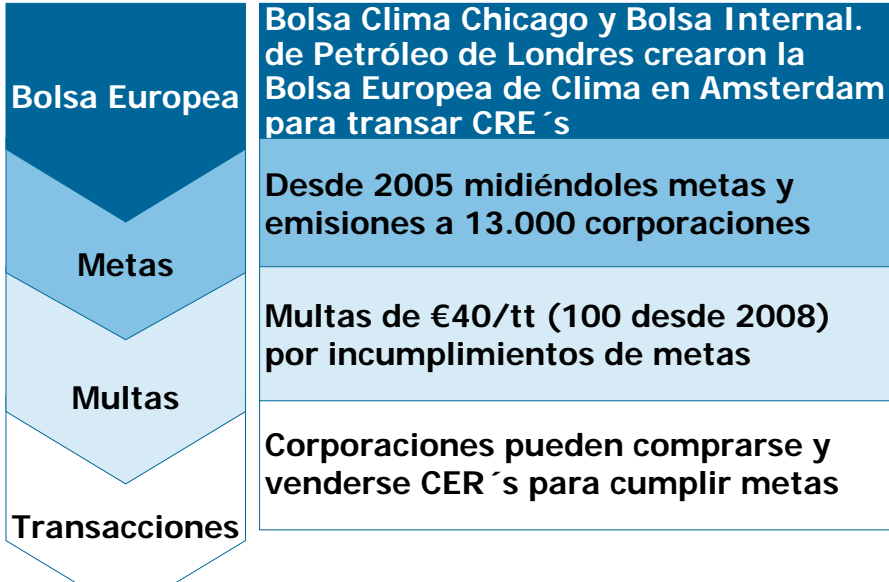 Bolsa Europea
Bolsa Clima Chicago y Bolsa Internal.
de Petróleo de Londres crearon la
Bolsa Europea de Clima en Amsterdam
para transar CRE´s
Metas
Desde 2005 midiéndoles metas y
emisiones a 13.000 corporaciones
Multas
Multas de €40/tt (100 desde 2008)
por incumplimientos de metas
Transacciones
Corporaciones pueden comprarse y
venderse CER´s para cumplir metas